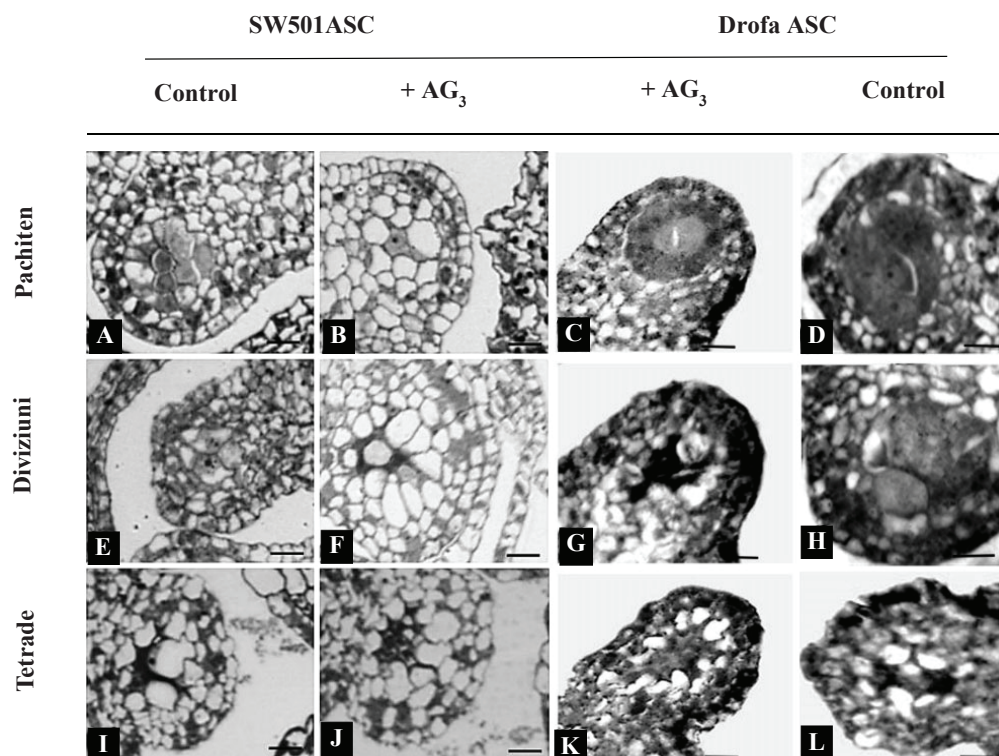 SW501ASC Drofa ASC
Control + AG₃ + AG₃ Control
Pachiten
A B C D
Diviziuni
E F G H
Tetrade
I J K L